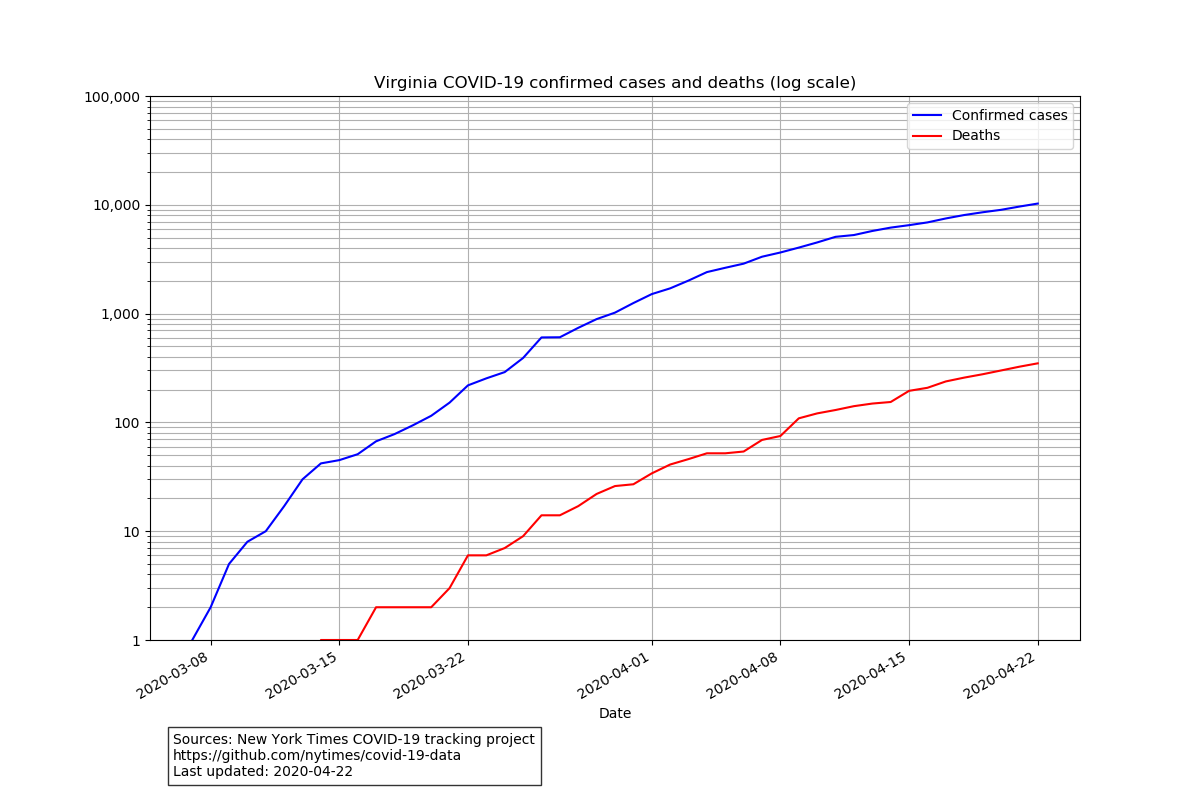 Virginia COVID-19 confirmed cases and deaths (log scale)
100,000
10,000
1,000
100
10
1
Confirmed cases
Deaths
2020-03-08
2020-03-15
2020-03-22
2020-04-01
2020-04-08
2020-04-15
2020-04-22
Date
Sources: New York Times COVID-19 tracking project
https://github.com/nytimes/covid-19-data
Last updated: 2020-04-22